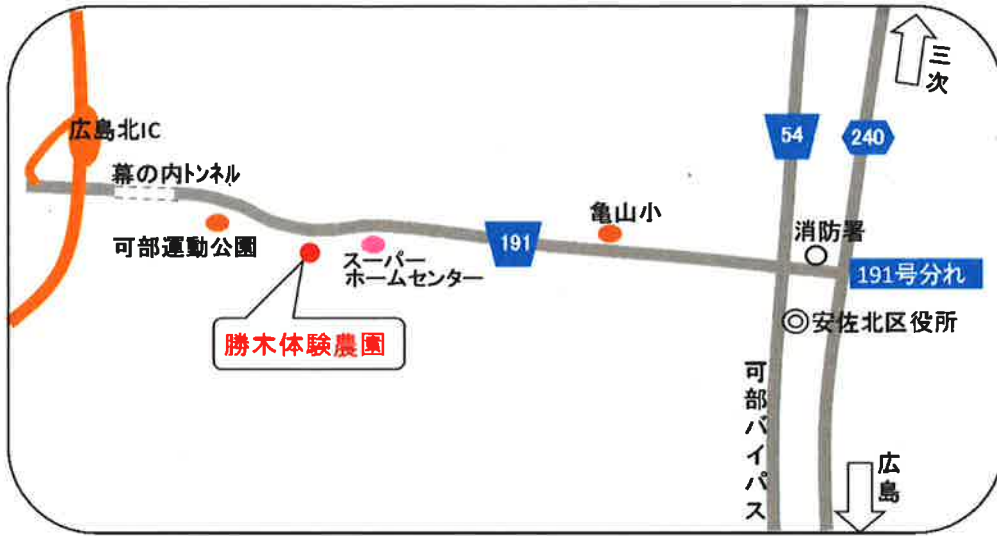 三次
広島北IC
54
240
幕の内トンネル
亀山小
可部運動公園
191
消防署
スーパー
ホームセンター
191号分れ
勝木体験農園
安佐北区役所
可部バイパス
広島